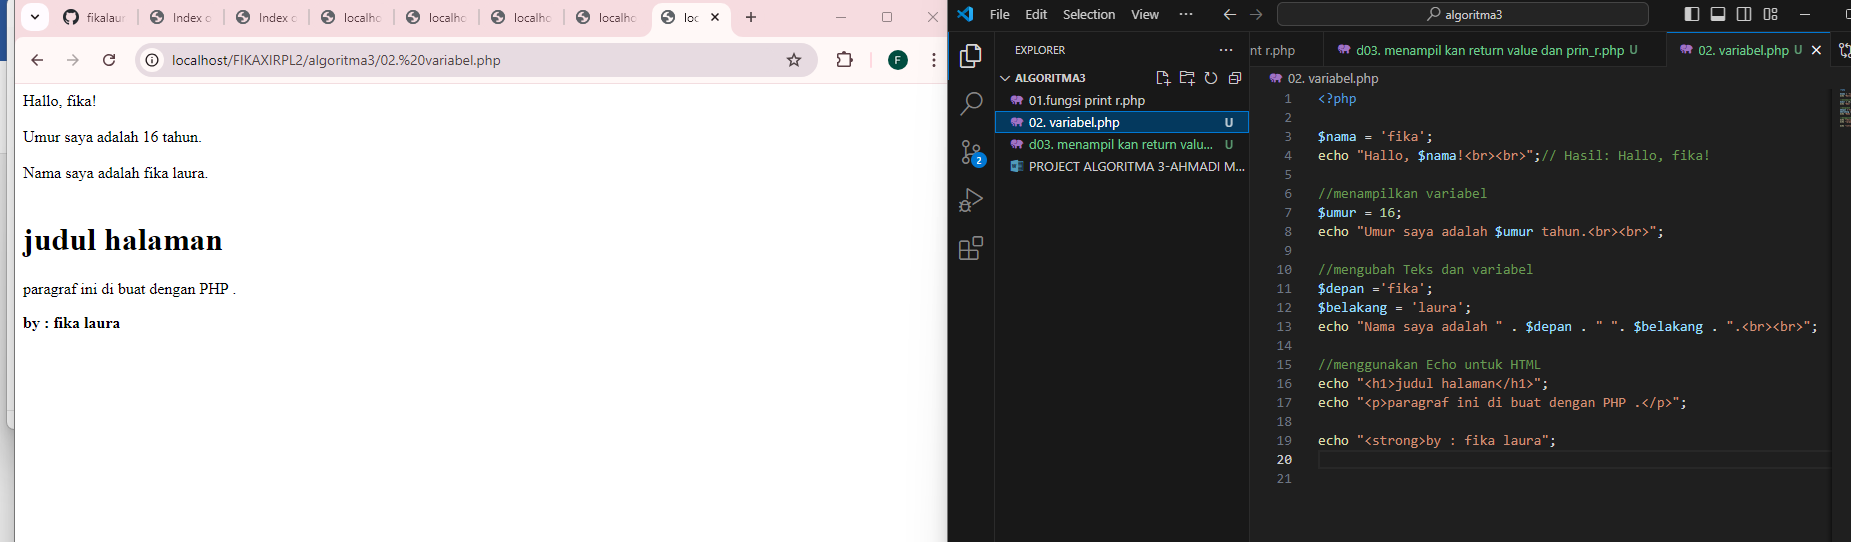 fikalau
Index o
Index o
localho
localho
localho
localho
loc
localhost/FIKAXIRPL2/algoritma3/02.%20variabel.php
F
Hallo, fika!
Umur saya adalah 16 tahun.
Nama saya adalah fika laura.
judul halaman
paragraf ini di buat dengan PHP .
by : fika laura
File Edit Selection View ...
algoritma3
EXPLORER
ALGORITMA3
01.fungsi print r.php
02. variabel.php U
d03. menampil kan return valu... U
PROJECT ALGORITMA 3-AHMADI M...
2
nt r.php
d03. menampil kan return value dan prin_r.php U
02. variabel.php U
02. variabel.php
1 <?php
2
3 $nama = 'fika';
4 echo "Hallo, $nama!<br><br>";// Hasil: Hallo, fika!
5
6 //menampilkan variabel
7 $umur = 16;
8 echo "Umur saya adalah $umur tahun.<br><br>";
9
10 //mengubah Teks dan variabel
11 $depan ='fika';
12 $belakang = 'laura';
13 echo "Nama saya adalah " . $depan . " ". $belakang . ".<br><br>";
14
15 //menggunakan Echo untuk HTML
16 echo "<h1>judul halaman</h1>";
17 echo "<p>paragraf ini di buat dengan PHP .</p>";
18
19 echo "<strong>by : fika laura";
20
21